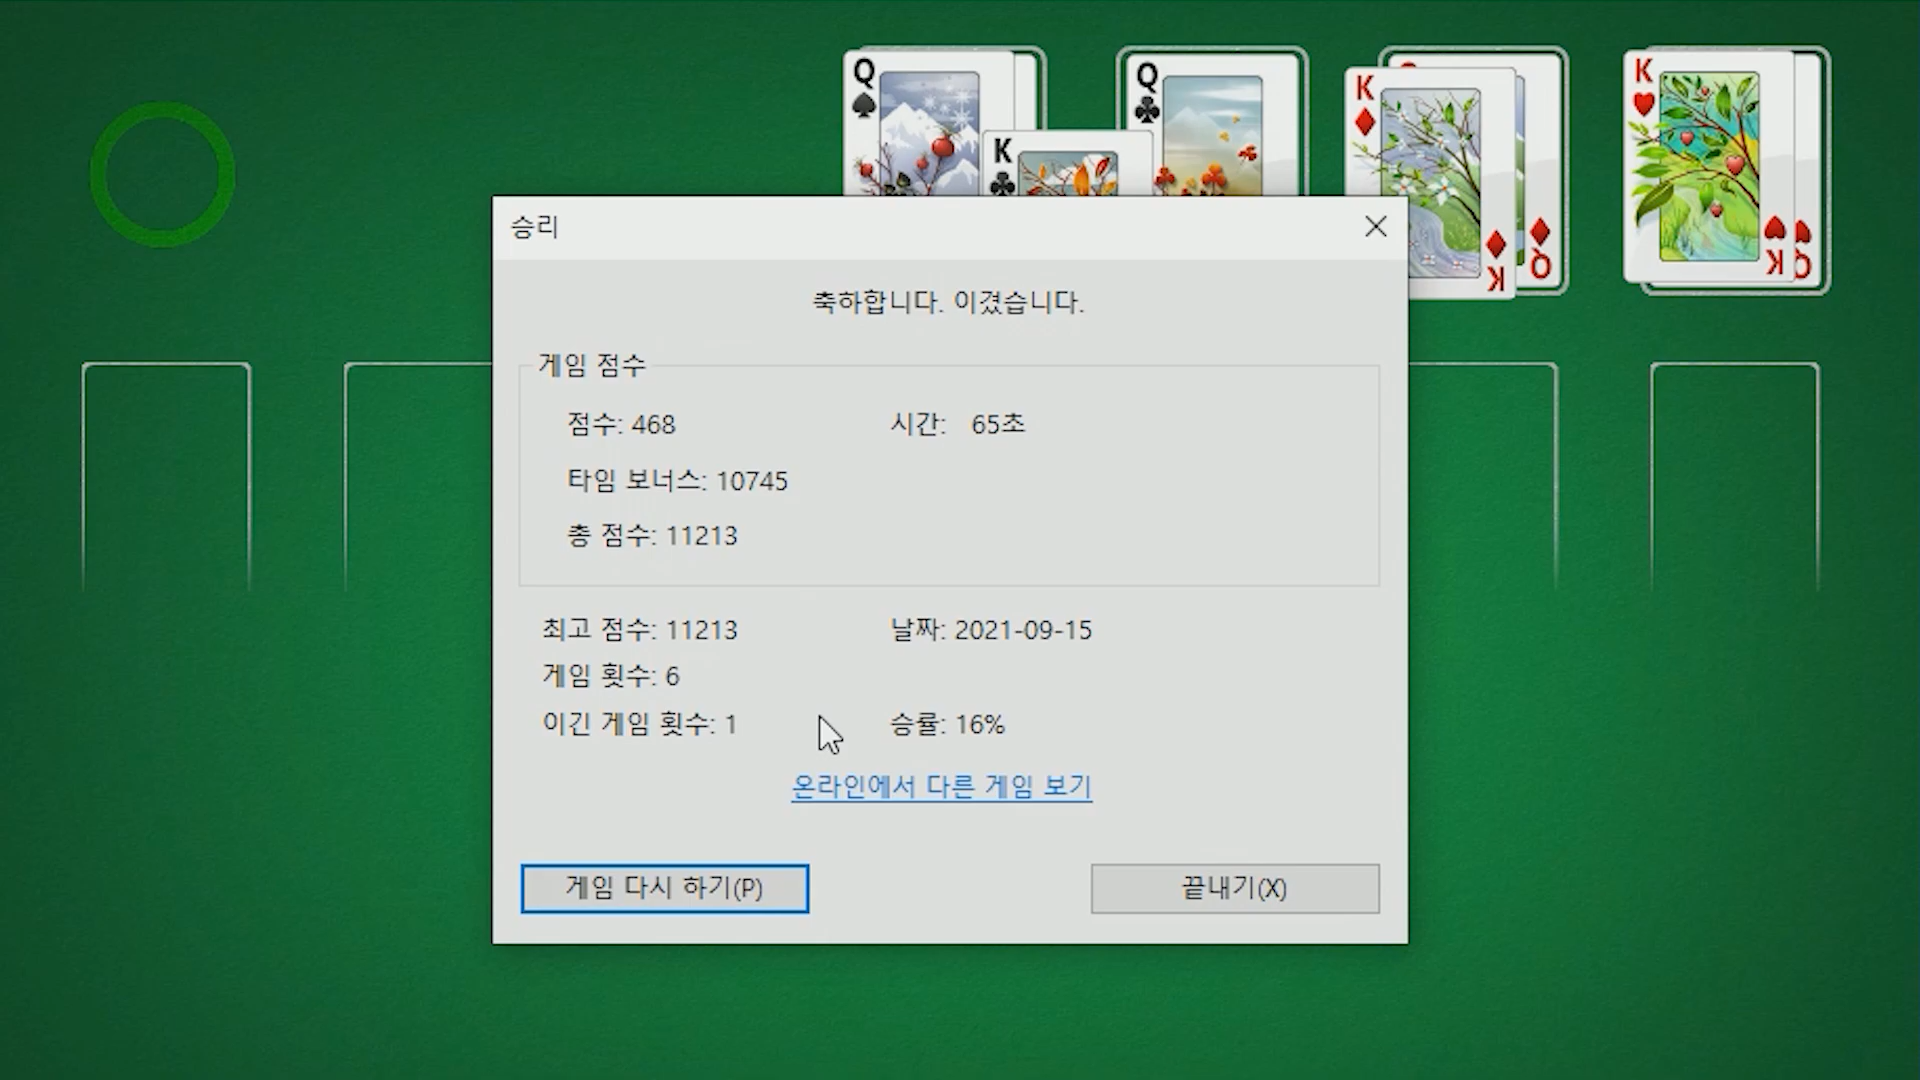 Q
Q
K
K
K
Q
K
K
Q
승리
축하합니다. 이겼습니다.
게임 점수
점수: 468 시간: 65초
타임 보너스: 10745
총 점수: 11213
최고 점수: 11213 날짜: 2021-09-15
게임 횟수: 6
이긴 게임 횟수: 1 승률: 16%
온라인에서 다른 게임 보기
게임 다시 하기(P) 끝내기(X)